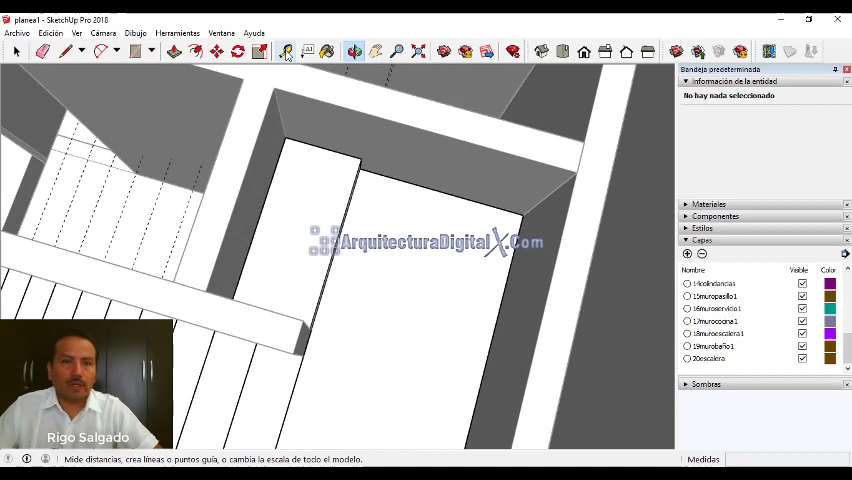 planea1 - SketchUp Pro 2018
Archivo Edición Ver Cámara Dibujo Herramientas Ventana Ayuda
Bandeja predeterminada
Información de la entidad
No hay nada seleccionado
ArquitecturaDigitalX.Com
Materiales
Componentes
Estilos
Capas
Nombre Visible Color
14colindancias
15muropasillo1
16muroservicio1
17murococina
18muroescalera1
19murobaño1
20escalera
Sombras
Rigo Salgado
Mide distancias, crea líneas o puntos guía, o cambia la escala de todo el modelo.
Medidas